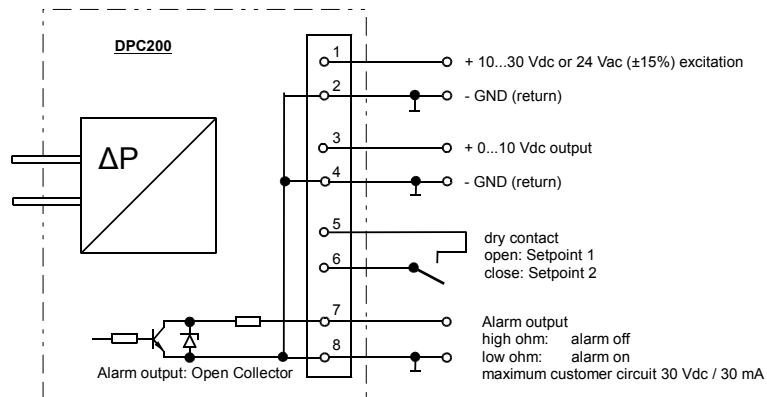 DPC200
1
+ 10...30 Vdc or 24 Vac (±15%) excitation
2
- GND (return)
ΔP
3
+ 0...10 Vdc output
4
- GND (return)
5
dry contact
open: Setpoint 1
6
close: Setpoint 2
7
Alarm output
high ohm: alarm off
8
low ohm: alarm on
Alarm output: Open Collector
maximum customer circuit 30 Vdc / 30 mA